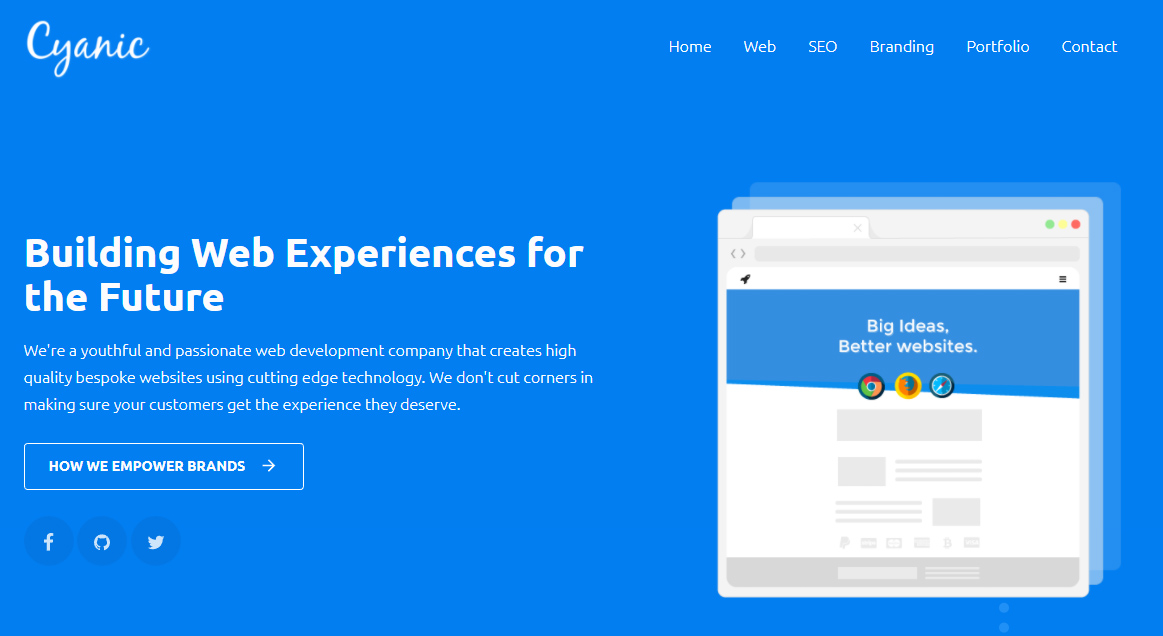 Cyanic
Home Web SEO Branding Portfolio Contact
Building Web Experiences for
the Future
We're a youthful and passionate web development company that creates high
quality bespoke websites using cutting edge technology. We don't cut corners in
making sure your customers get the experience they deserve.
HOW WE EMPOWER BRANDS
Big Ideas,
Better websites.